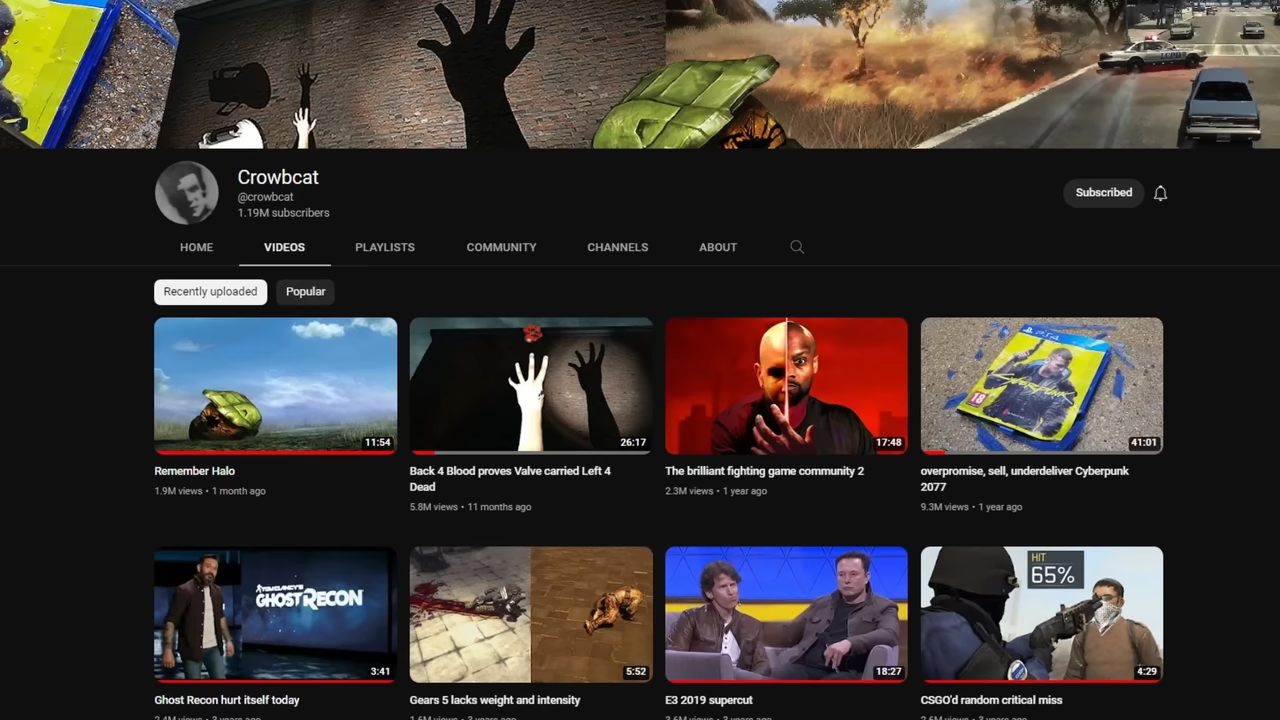 Crowbcat
@crowbcat
1.19M subscribers
Subscribed
HOME
VIDEOS
PLAYLISTS
COMMUNITY
CHANNELS
ABOUT
Recently uploaded
Popular
11:54
26:17
PS4
Cyberpunk
18
17:48
41:01
Remember Halo
1.9M views • 1 month ago
Back 4 Blood proves Valve carried Left 4
Dead
5.8M views • 11 months ago
The brilliant fighting game community 2
2.3M views • 1 year ago
overpromise, sell, underdeliver Cyberpunk
2077
9.3M views • 1 year ago
TOM CLANCY'S
GHOST RECON
3:41
5:52
18:27
HIT
65%
4:29
Ghost Recon hurt itself today
Gears 5 lacks weight and intensity
E3 2019 supercut
CSGO'd random critical miss